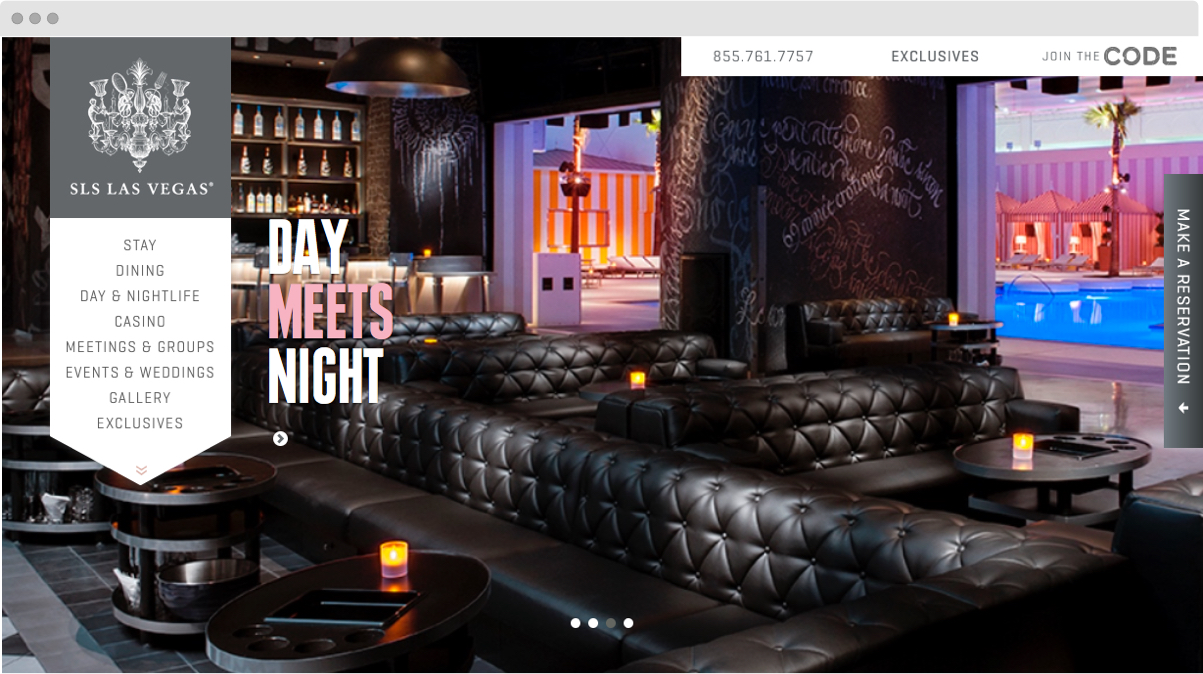 855.761.7757
EXCLUSIVES
JOIN THE CODE
SLS LAS VEGAS®
STAY
DINING
DAY & NIGHTLIFE
CASINO
MEETINGS & GROUPS
EVENTS & WEDDINGS
GALLERY
EXCLUSIVES
DAY
MEETS
NIGHT
MAKE A RESERVATION